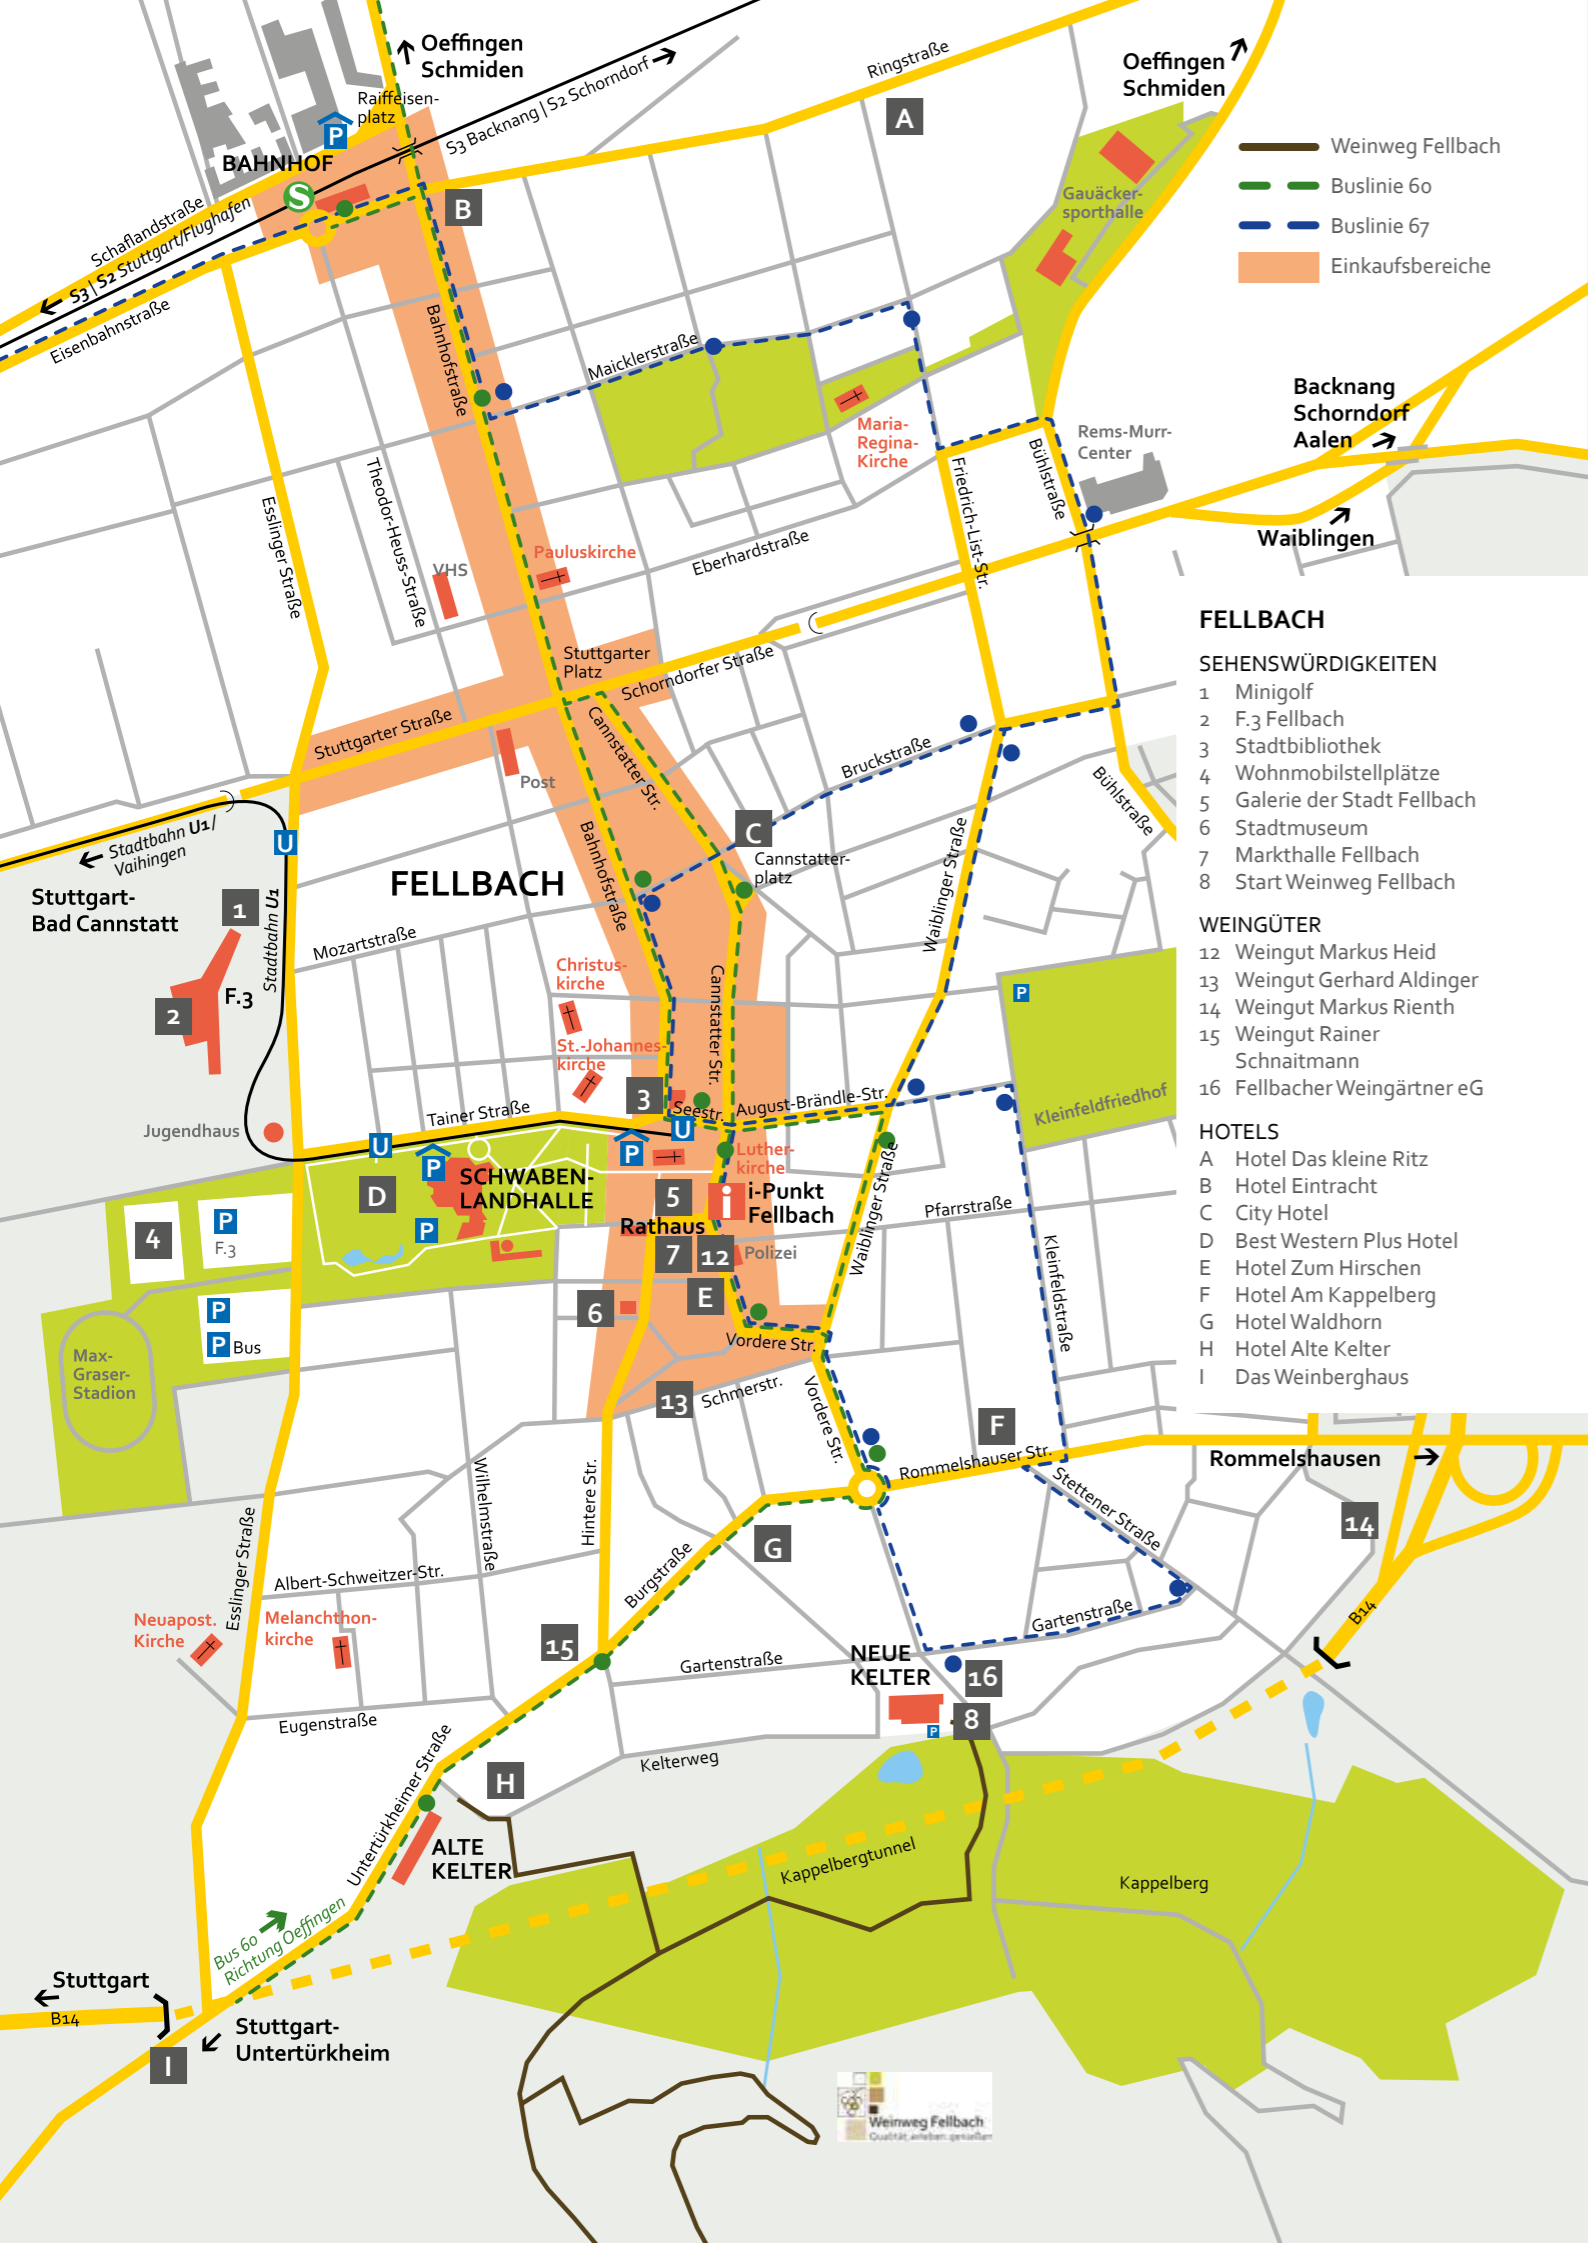 Oeffingen
Schmiden
Raiffeisen-
platz
BAHNHOF
P
S
S3 Backnang | S2 Schorndorf
Ringstraße
A
Oeffingen
Schmiden
Gauäcker-
sporthalle
Weinweg Fellbach
Buslinie 60
Buslinie 67
Einkaufsbereiche
B
Schaflandstraße
S3 | S2 Stuttgart/Flughafen
Eisenbahnstraße
Bahnhofstraße
Maicklerstraße
Maria-
Regina-
Kirche
Rems-Murr-
Center
Backnang
Schorndorf
Aalen
Waiblingen
Friedrich-List-Str.
Bühlstraße
Esslinger Straße
Theodor-Heuss-Straße
VHS
Pauluskirche
Eberhardstraße
Stuttgarter
Platz
Schorndorfer Straße
Stuttgarter Straße
Cannstatter Str.
Post
Bruckstraße
Bühlstraße
FELLBACH
SEHENSWÜRDIGKEITEN
1 Minigolf
2 F.3 Fellbach
3 Stadtbibliothek
4 Wohnmobilstellplätze
5 Galerie der Stadt Fellbach
6 Stadtmuseum
7 Markthalle Fellbach
8 Start Weinweg Fellbach
WEINGÜTER
12 Weingut Markus Heid
13 Weingut Gerhard Aldinger
14 Weingut Markus Rienth
15 Weingut Rainer
Schnaitmann
16 Fellbacher Weingärtner eG
HOTELS
A Hotel Das kleine Ritz
B Hotel Eintracht
C City Hotel
D Best Western Plus Hotel
E Hotel Zum Hirschen
F Hotel Am Kappelberg
G Hotel Waldhorn
H Hotel Alte Kelter
I Das Weinberghaus
Stadtbahn U1/
Vaihingen
U
Stuttgart-
Bad Cannstatt
1
2
F.3
Stadtbahn U1
FELLBACH
Mozartstraße
Bahnhofstraße
C
Cannstatter-
platz
Waiblinger Straße
Christus-
kirche
St.-Johannes-
kirche
Cannstatter Str.
3
Seestr.
August-Brändle-Str.
P
Kleinfeldfriedhof
Tainer Straße
Jugendhaus
U
P
P
U
Luther-
kirche
SCHWABEN-
LANDHALLE
D
P
5
i
i-Punkt
Fellbach
Rathaus
7
12
Polizei
E
6
Waiblinger Straße
Pfarrstraße
Kleinfeldstraße
4
P
F.3
P
P
Bus
Max-
Graser-
Stadion
Vordere Str.
13
Schmerstr.
Vordere Str.
F
Rommelshauser Str.
Rommelshausen
14
Stettener Straße
B14
Wilhelmstraße
Hintere Str.
G
Burgstraße
Esslinger Straße
Albert-Schweitzer-Str.
Neuapost.
Kirche
Melanchthon-
kirche
15
Gartenstraße
Gartenstraße
NEUE
KELTER
16
8
P
Eugenstraße
Kelterweg
H
Untertürkheimer Straße
ALTE
KELTER
Kappelbergtunnel
Kappelberg
Bus 60
Richtung Oeffingen
Stuttgart
B14
I
Stuttgart-
Untertürkheim
Weinweg Fellbach
Qualität erleben genießen